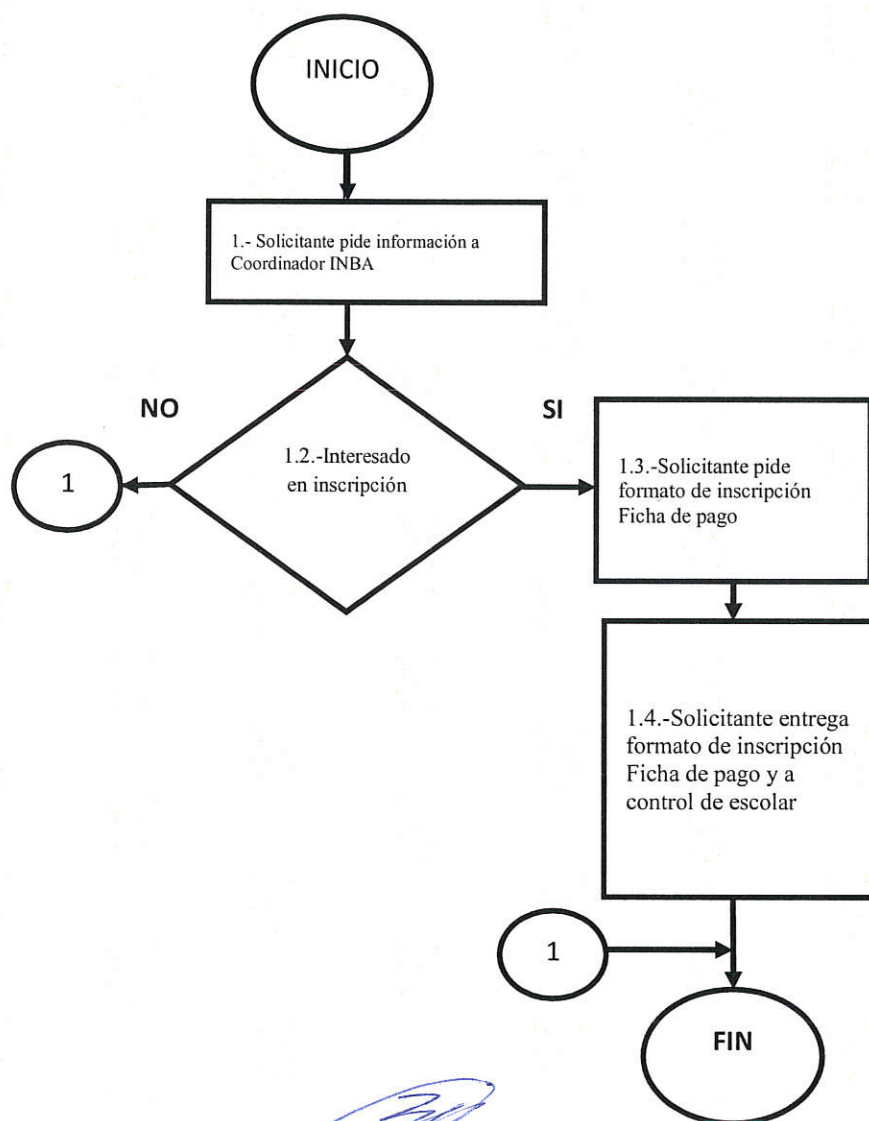 INICIO
1.- Solicitante pide información a
Coordinador INBA
NO
SI
1
1.2.-Interesado
en inscripción
1.3.-Solicitante pide
formato de inscripción
Ficha de pago
1.4.-Solicitante entrega
formato de inscripción
Ficha de pago y a
control de escolar
1
FIN